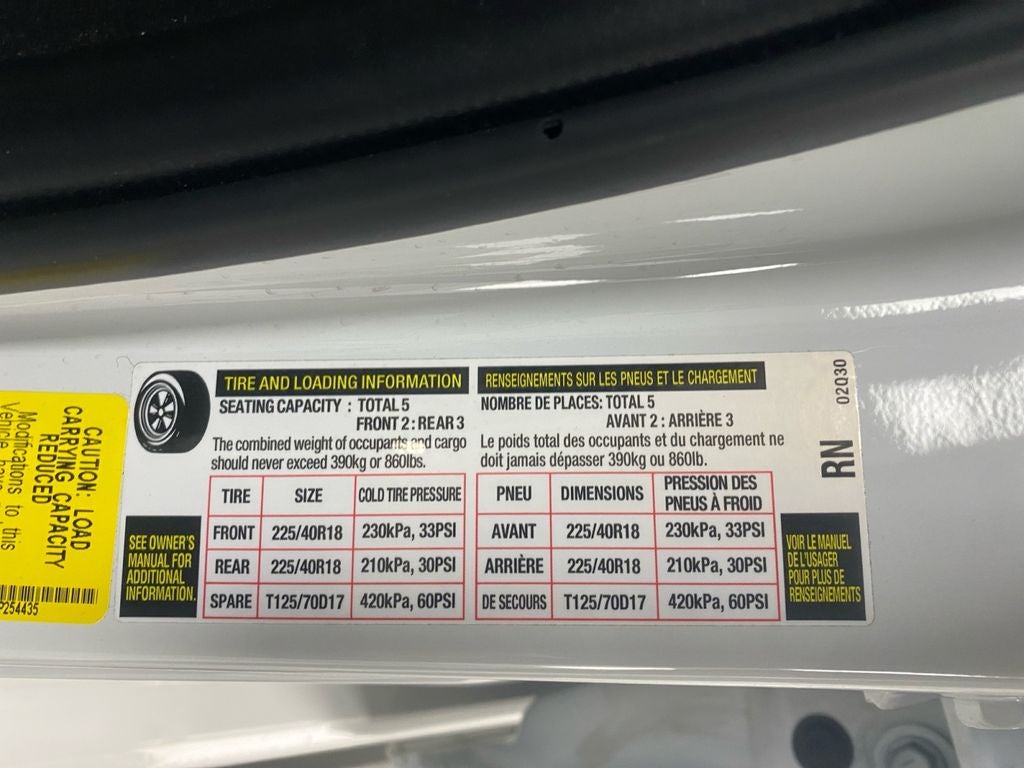 TIRE AND LOADING INFORMATION
SEATING CAPACITY : TOTAL 5
FRONT 2 : REAR 3
The combined weight of occupants and cargo
should never exceed 390kg or 860lbs.
TIRE SIZE COLD TIRE PRESSURE
FRONT 225/40R18 230kPa, 33PSI
REAR 225/40R18 210kPa, 30PSI
SPARE T125/70D17 420kPa, 60PSI
SEE OWNER'S
MANUAL FOR
ADDITIONAL
INFORMATION.
RENSEIGNEMENTS SUR LES PNEUS ET LE CHARGEMENT
NOMBRE DE PLACES: TOTAL 5
AVANT 2 : ARRIÈRE 3
Le poids total des occupants et du chargement ne
doit jamais dépasser 390kg ou 860lb.
PNEU DIMENSIONS PRESSION DES
PNEUS À FROID
AVANT 225/40R18 230kPa, 33PSI
ARRIÈRE 225/40R18 210kPa, 30PSI
DE SECOURS T125/70D17 420kPa, 60PSI
VOIR LE MANUEL
DE L'USAGER
POUR PLUS DE
RENSEIGNEMENTS
RN
02Q30
CAUTION: LOAD
CARRYING CAPACITY
REDUCED
Modifications to this
254435